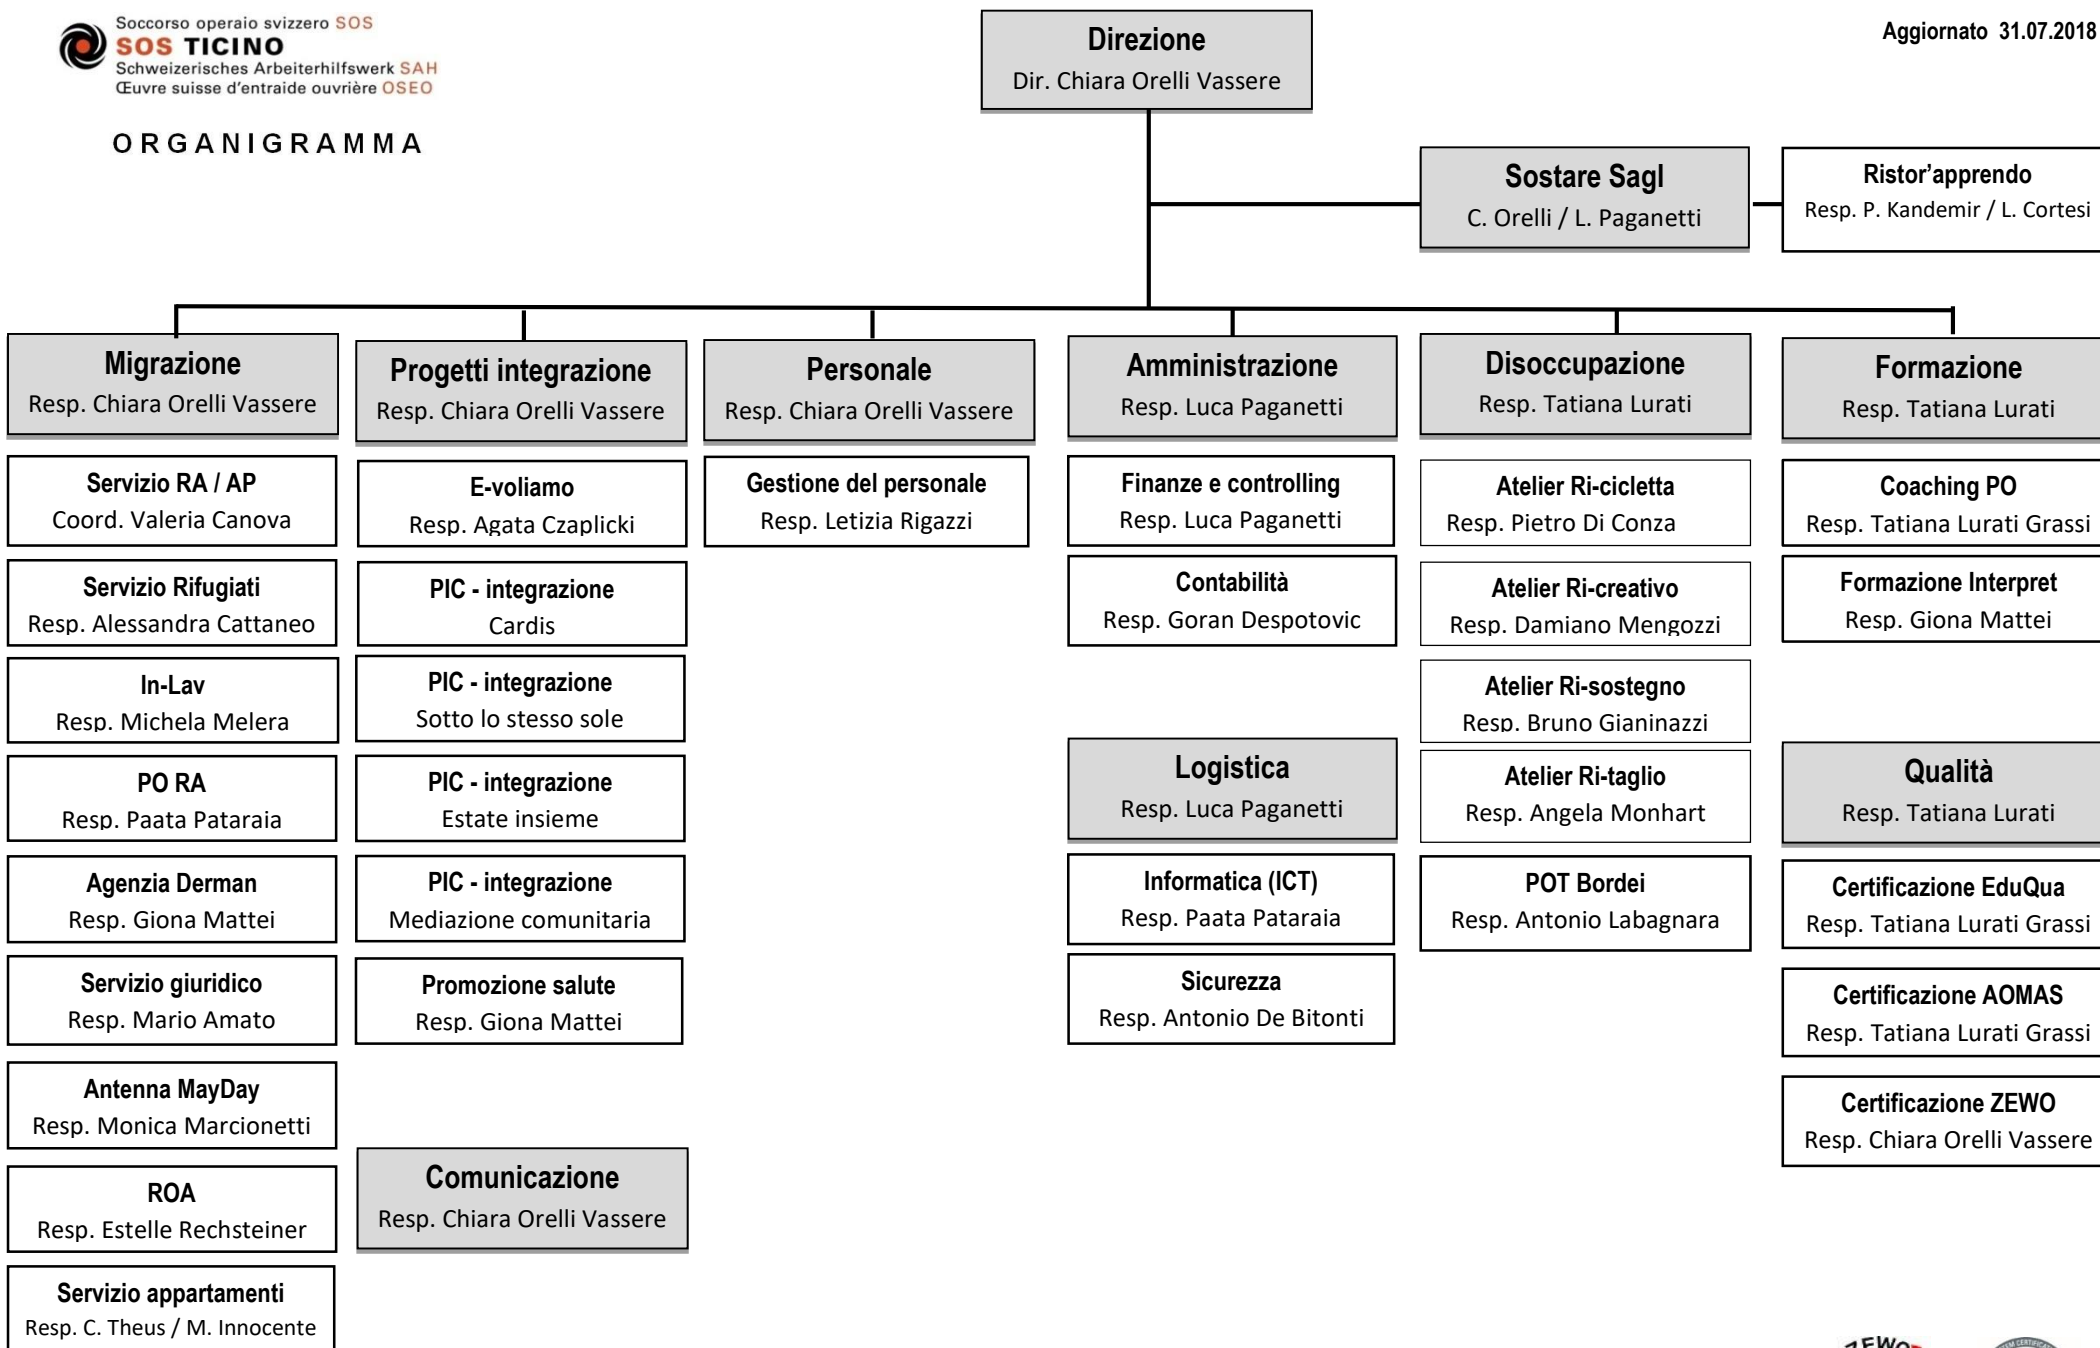 Soccorso operaio svizzero SOS
SOS TICINO
Schweizerisches Arbeiterhilfswerk SAH
Œuvre suisse d'entraide ouvrière OSEO
ORGANIGRAMMA
Aggiornato 31.07.2018
Direzione
Dir. Chiara Orelli Vassere
Sostare Sagl
C. Orelli / L. Paganetti
Ristor’apprendo
Resp. P. Kandemir / L. Cortesi
Migrazione
Resp. Chiara Orelli Vassere
Servizio RA / AP
Coord. Valeria Canova
Servizio Rifugiati
Resp. Alessandra Cattaneo
In-Lav
Resp. Michela Melera
PO RA
Resp. Paata Pataraia
Agenzia Derman
Resp. Giona Mattei
Servizio giuridico
Resp. Mario Amato
Antenna MayDay
Resp. Monica Marcionetti
ROA
Resp. Estelle Rechsteiner
Servizio appartamenti
Resp. C. Theus / M. Innocente
Progetti integrazione
Resp. Chiara Orelli Vassere
E-voliamo
Resp. Agata Czaplicki
PIC - integrazione
Cardis
PIC - integrazione
Sotto lo stesso sole
PIC - integrazione
Estate insieme
PIC - integrazione
Mediazione comunitaria
Promozione salute
Resp. Giona Mattei
Comunicazione
Resp. Chiara Orelli Vassere
Personale
Resp. Chiara Orelli Vassere
Gestione del personale
Resp. Letizia Rigazzi
Amministrazione
Resp. Luca Paganetti
Finanze e controlling
Resp. Luca Paganetti
Contabilità
Resp. Goran Despotovic
Logistica
Resp. Luca Paganetti
Informatica (ICT)
Resp. Paata Pataraia
Sicurezza
Resp. Antonio De Bitonti
Disoccupazione
Resp. Tatiana Lurati
Atelier Ri-cicletta
Resp. Pietro Di Conza
Atelier Ri-creativo
Resp. Damiano Mengozzi
Atelier Ri-sostegno
Resp. Bruno Gianinazzi
Atelier Ri-taglio
Resp. Angela Monhart
POT Bordei
Resp. Antonio Labagnara
Formazione
Resp. Tatiana Lurati
Coaching PO
Resp. Tatiana Lurati Grassi
Formazione Interpret
Resp. Giona Mattei
Qualità
Resp. Tatiana Lurati
Certificazione EduQua
Resp. Tatiana Lurati Grassi
Certificazione AOMAS
Resp. Tatiana Lurati Grassi
Certificazione ZEWO
Resp. Chiara Orelli Vassere
ZEWO